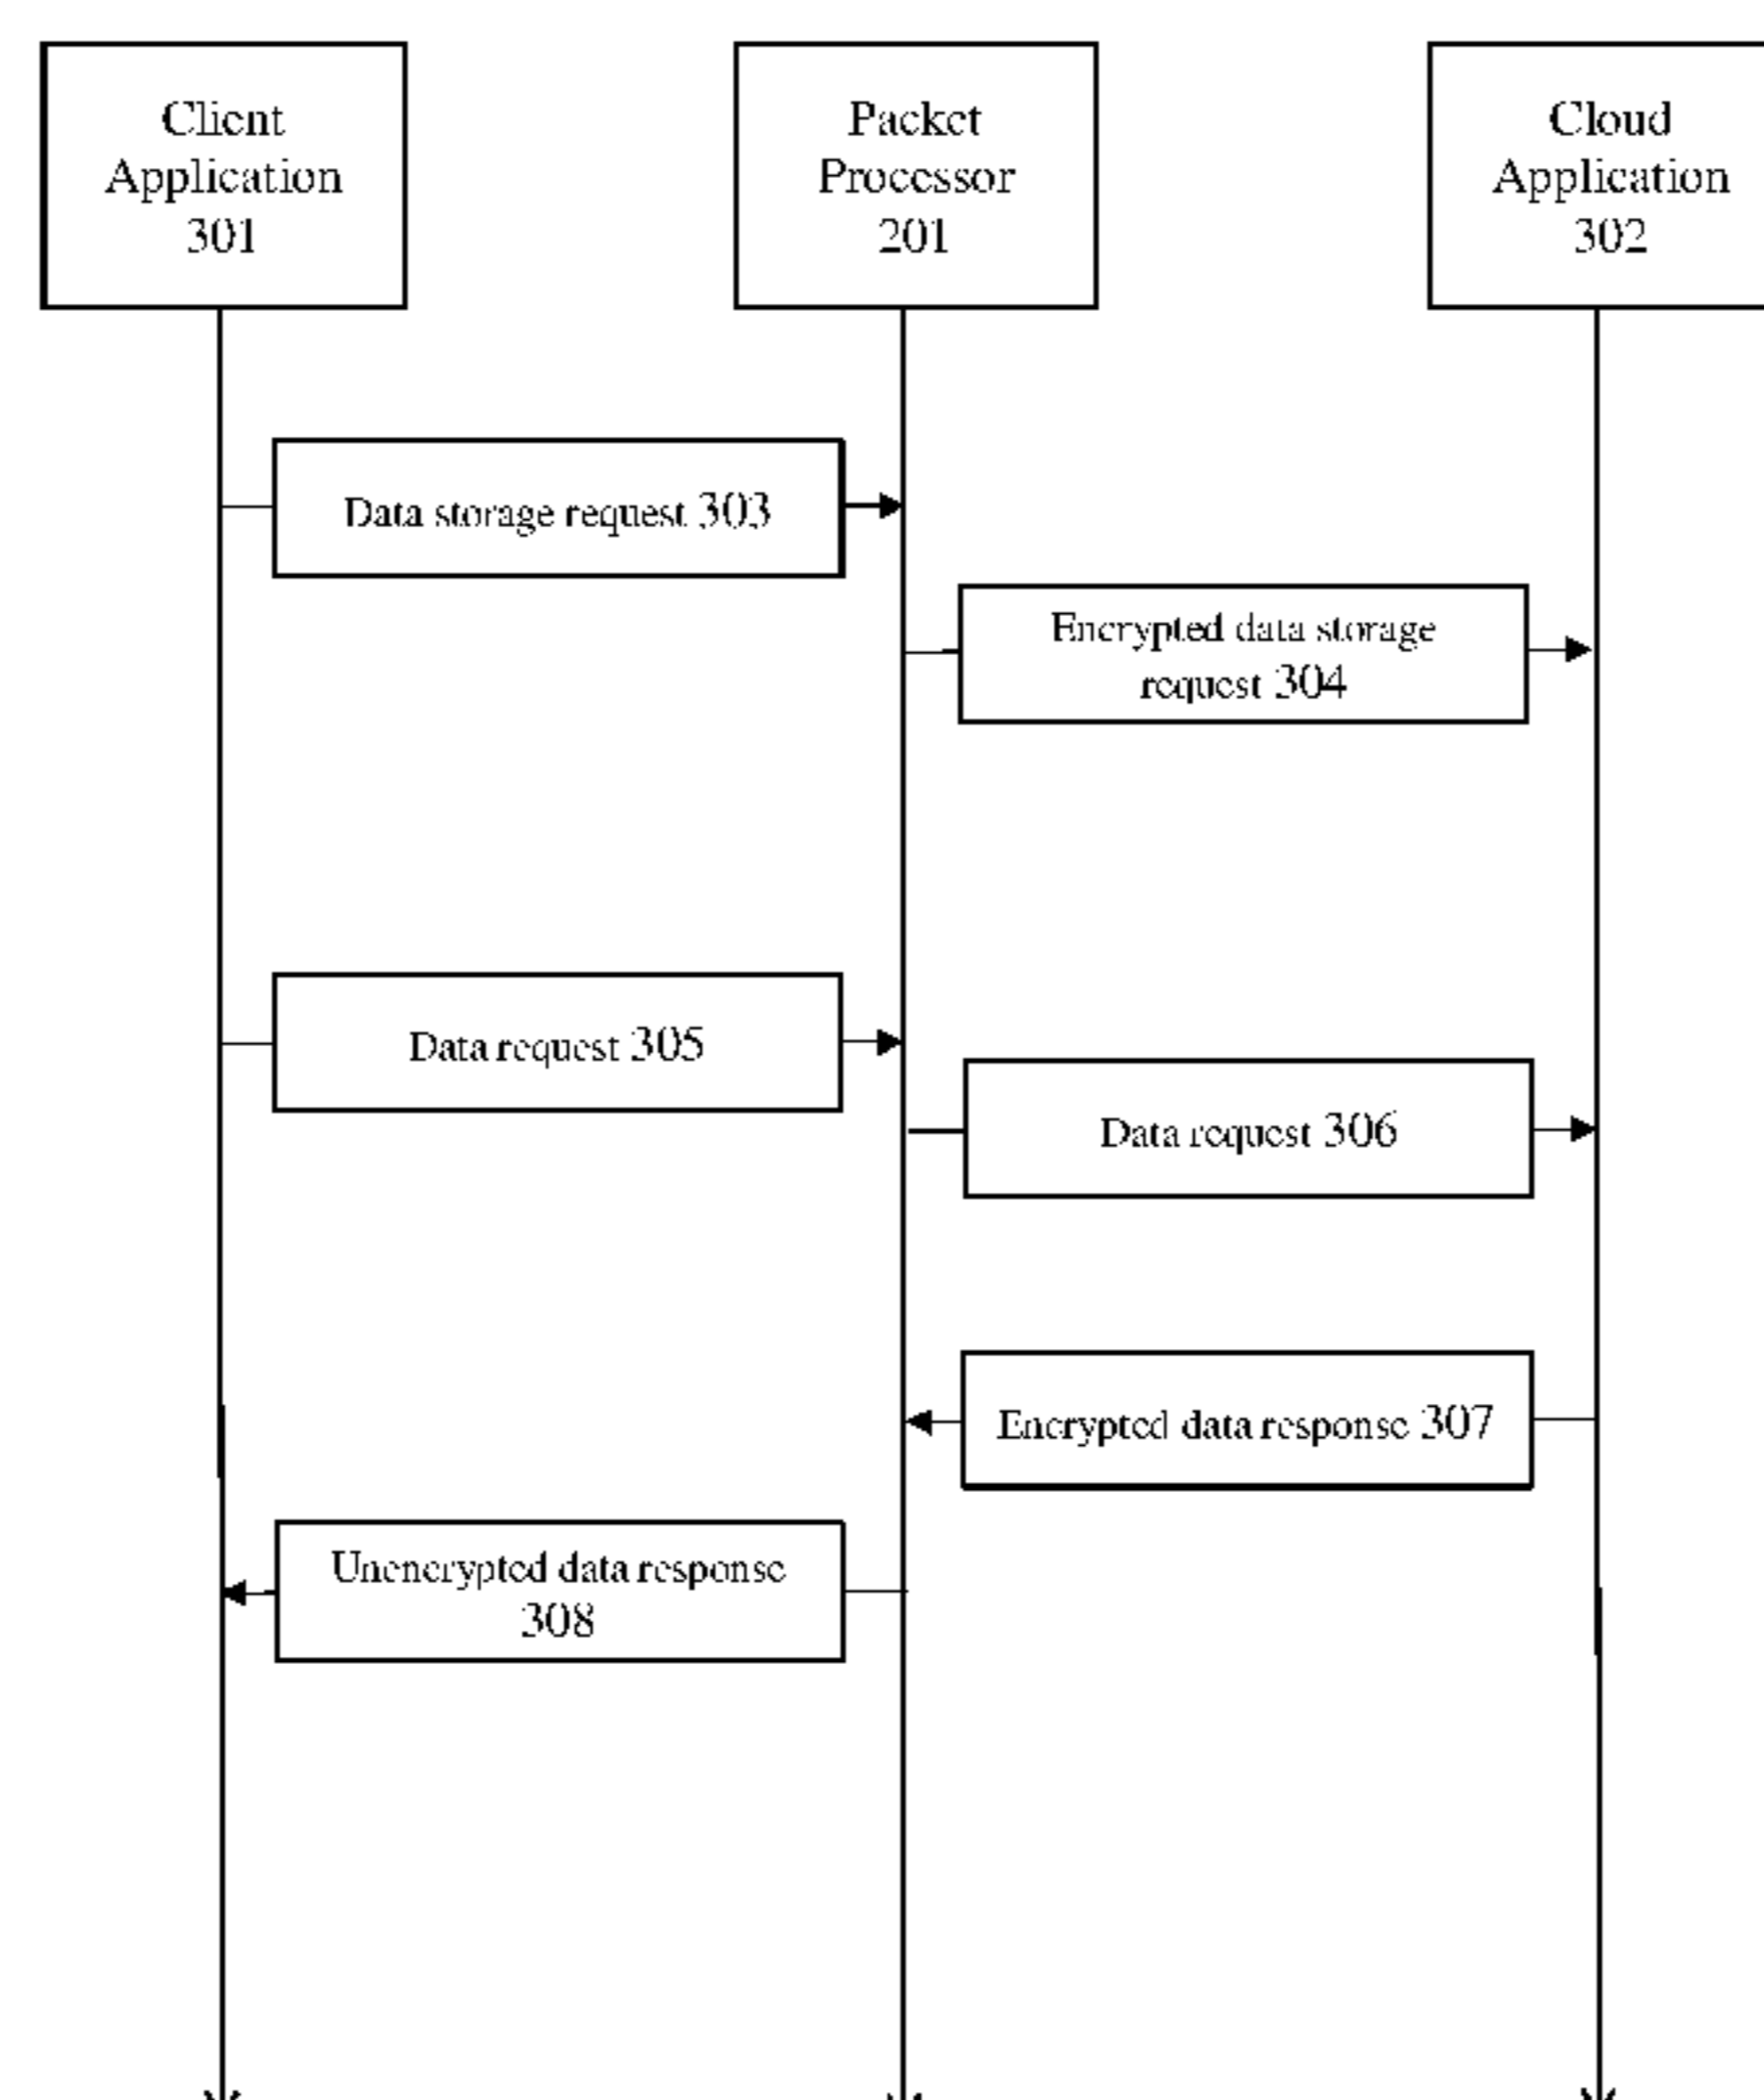 Client
Application
301
Packet
Processor
201
Cloud
Application
302
Data storage request 303
Encrypted data storage
request 304
Data request 305
Data request 306
Encrypted data response 307
Unencrypted data response
308